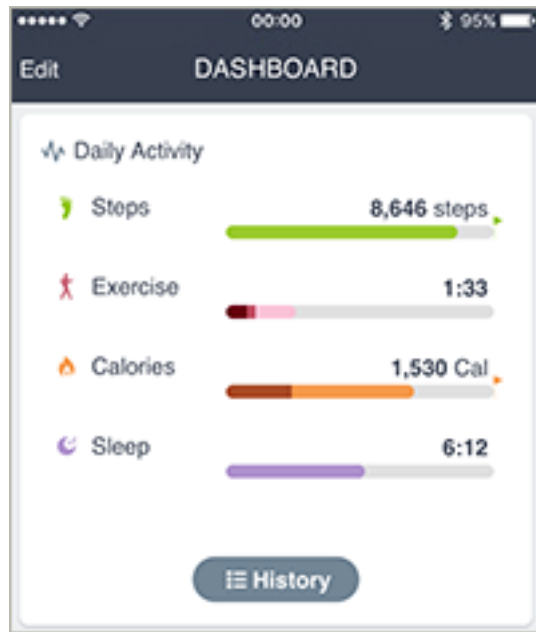 00:00 95%
Edit DASHBOARD
Daily Activity
Steps 8,646 steps
Exercise 1:33
Calories 1,530 Cal
Sleep 6:12
History